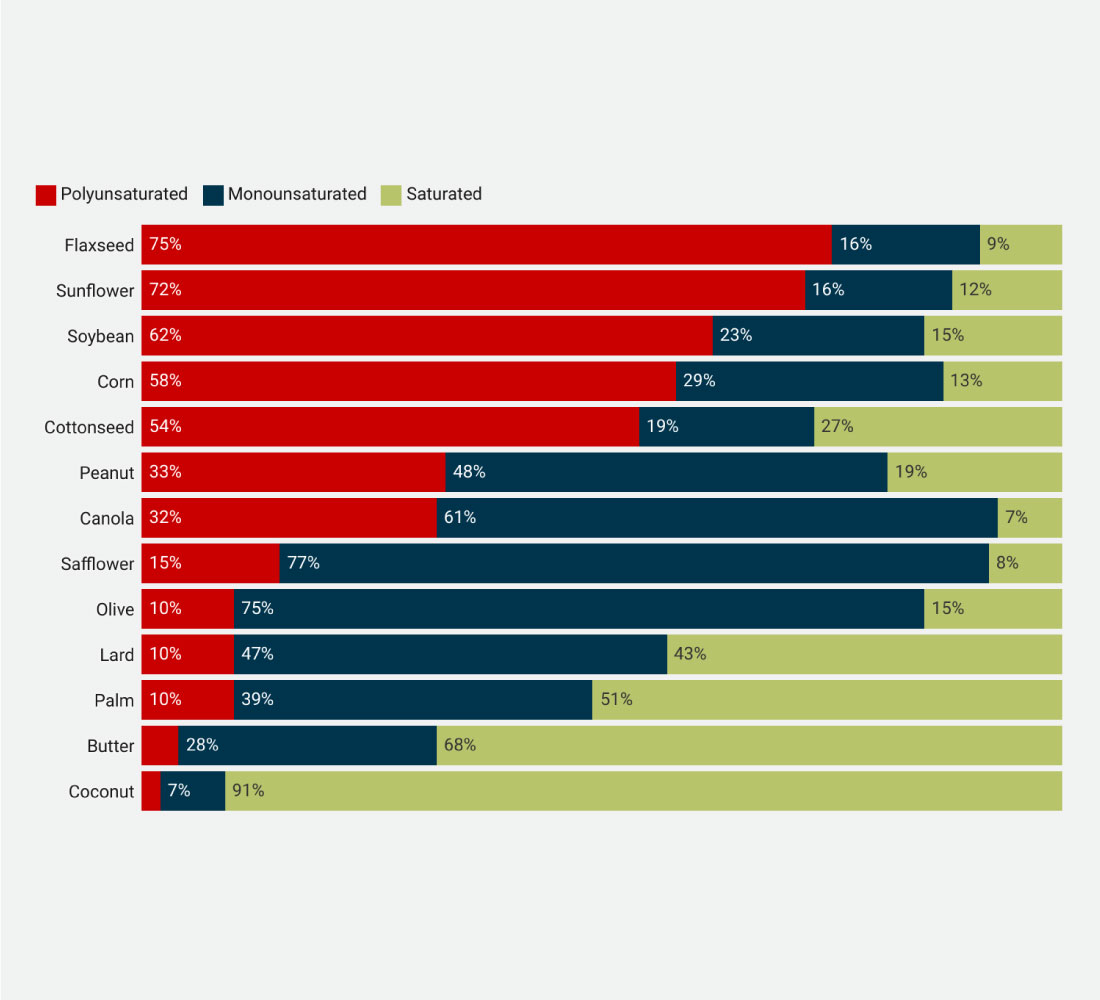 Polyunsaturated Monounsaturated Saturated
Flaxseed 75% 16% 9%
Sunflower 72% 16% 12%
Soybean 62% 23% 15%
Corn 58% 29% 13%
Cottonseed 54% 19% 27%
Peanut 33% 48% 19%
Canola 32% 61% 7%
Safflower 15% 77% 8%
Olive 10% 75% 15%
Lard 10% 47% 43%
Palm 10% 39% 51%
Butter 28% 68%
Coconut 7% 91%